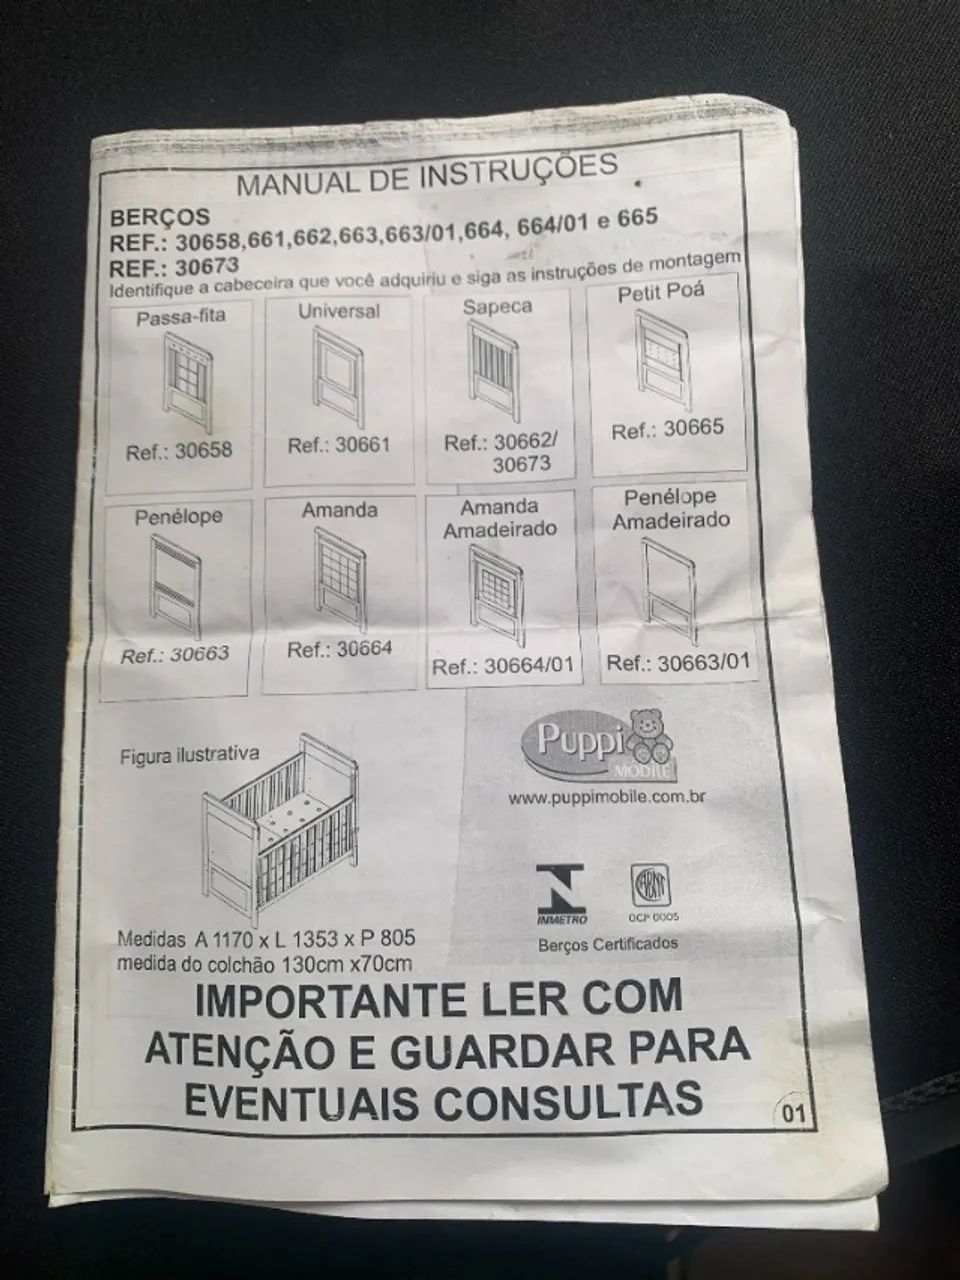 MANUAL DE INSTRUÇÕES
BERÇOS
REF.: 30658,661,662,663,663/01,664, 664/01 e 665
REF.: 30673
Identifique a cabeceira que você adquiriu e siga as instruções de montagem
Passa-fita
Universal
Sapeca
Petit Poá
Ref.: 30658
Ref.: 30661
Ref.: 30662/
30673
Ref.: 30665
Penélope
Amanda
Amanda
Amadeirado
Penélope
Amadeirado
Ref.: 30663
Ref.: 30664
Ref.: 30664/01
Ref.: 30663/01
Figura ilustrativa
Puppi
MOBILE
www.puppimobile.com.br
INMETRO
ABNT
OCP 0005
Berços Certificados
Medidas A 1170 x L 1353 x P 805
medida do colchão 130cm x70cm
IMPORTANTE LER COM
ATENÇÃO E GUARDAR PARA
EVENTUAIS CONSULTAS
01